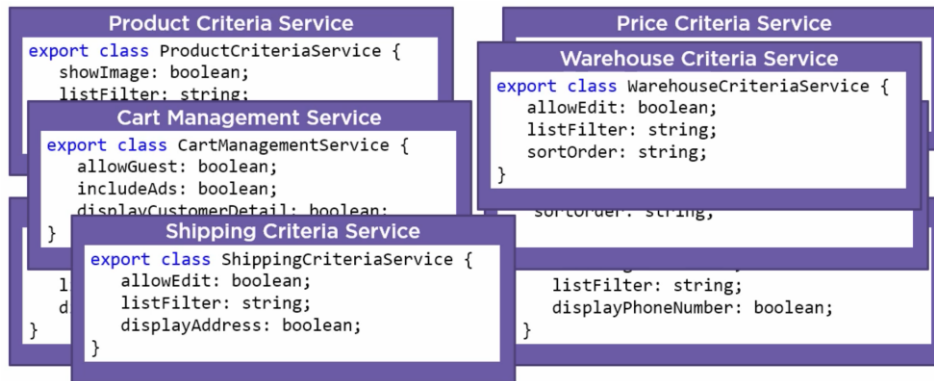 Product Criteria Service
export class ProductCriteriaService {
showImage: boolean;
listFilter: string;
Cart Management Service
export class CartManagementService {
allowGuest: boolean;
includeAds: boolean;
displayCustomerDetail: boolean;
}
Shipping Criteria Service
export class ShippingCriteriaService {
allowEdit: boolean;
listFilter: string;
displayAddress: boolean;
}
}
Price Criteria Service
Warehouse Criteria Service
export class WarehouseCriteriaService {
allowEdit: boolean;
listFilter: string;
sortOrder: string;
}
sortOrder: string;
listFilter: string;
displayPhoneNumber: boolean;
}